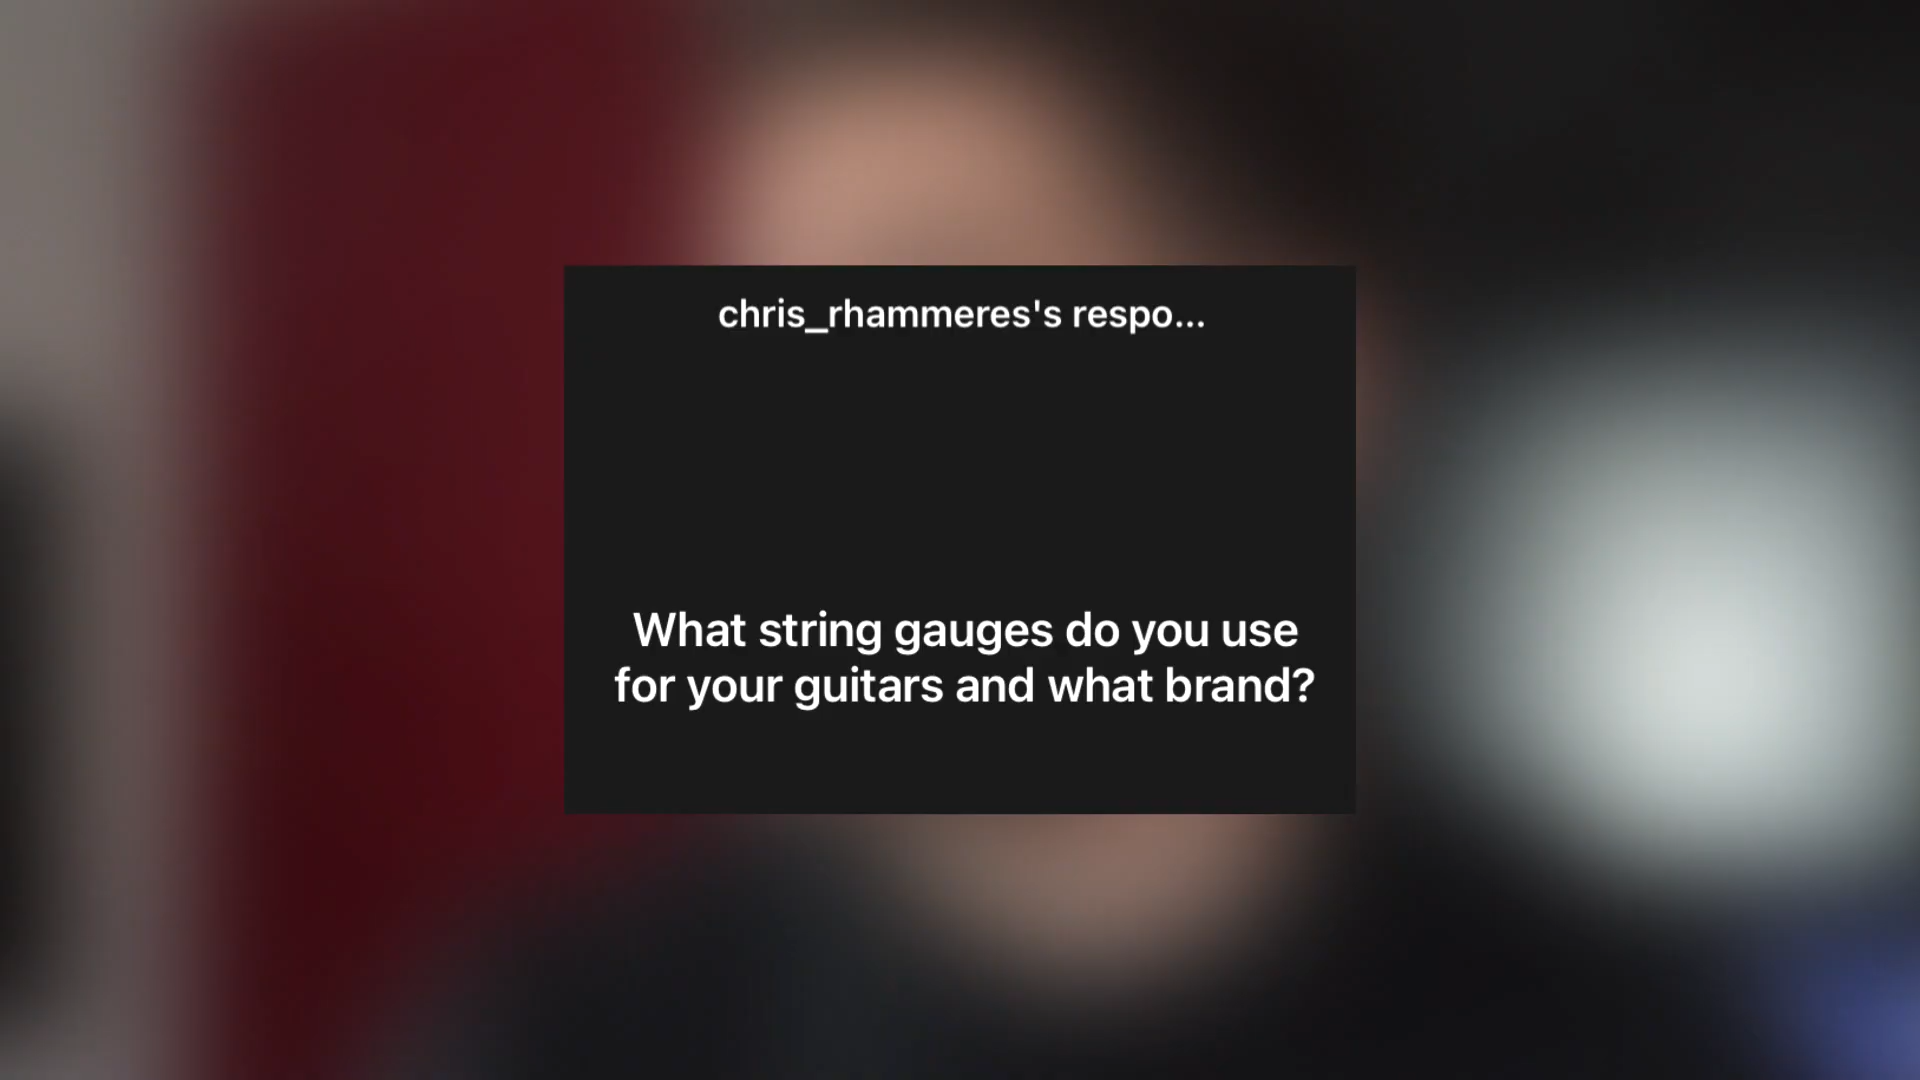 chris_rhammeres's respo...
What string gauges do you use
for your guitars and what brand?